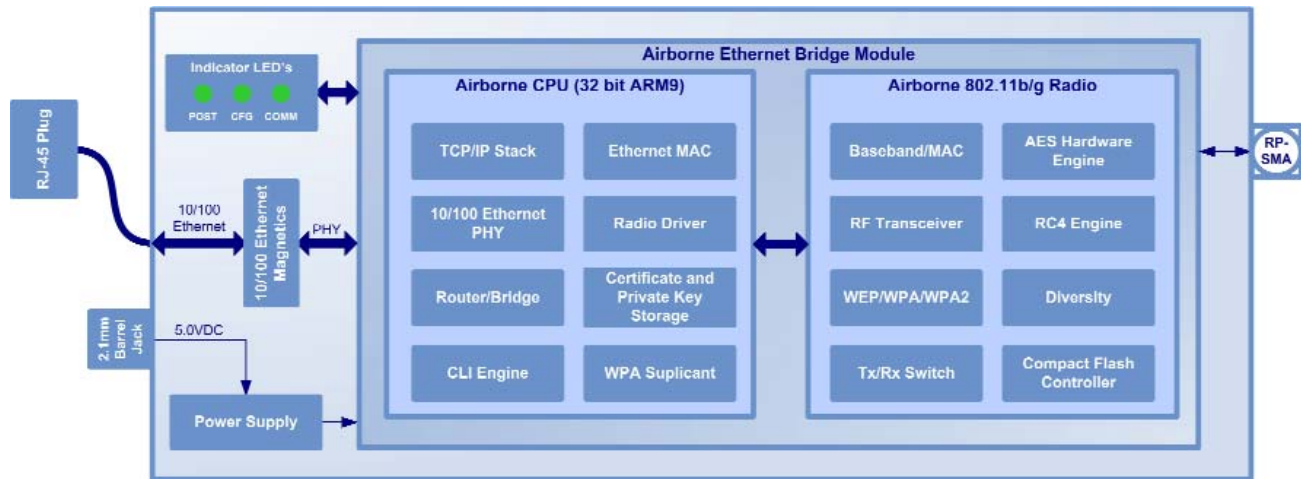 Airborne Ethernet Bridge Module
Indicator LED's
POST CFG COMM
RJ-45 Plug
10/100
Ethernet
10/100 Ethernet
Magnetics
PHY
2.1mm
Barrel
Jack
5.0VDC
Power Supply
Airborne CPU (32 bit ARM9)
TCP/IP Stack
Ethernet MAC
10/100 Ethernet
PHY
Radio Driver
Router/Bridge
Certificate and
Private Key
Storage
CLI Engine
WPA Suplicant
Airborne 802.11b/g Radio
Baseband/MAC
AES Hardware
Engine
RF Transceiver
RC4 Engine
WEP/WPA/WPA2
Diversity
Tx/Rx Switch
Compact Flash
Controller
RP-
SMA